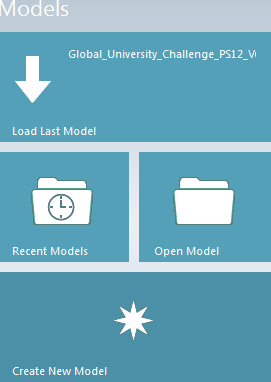 Models
Global_University_Challenge_PS12_V
Load Last Model
Recent Models
Open Model
Create New Model